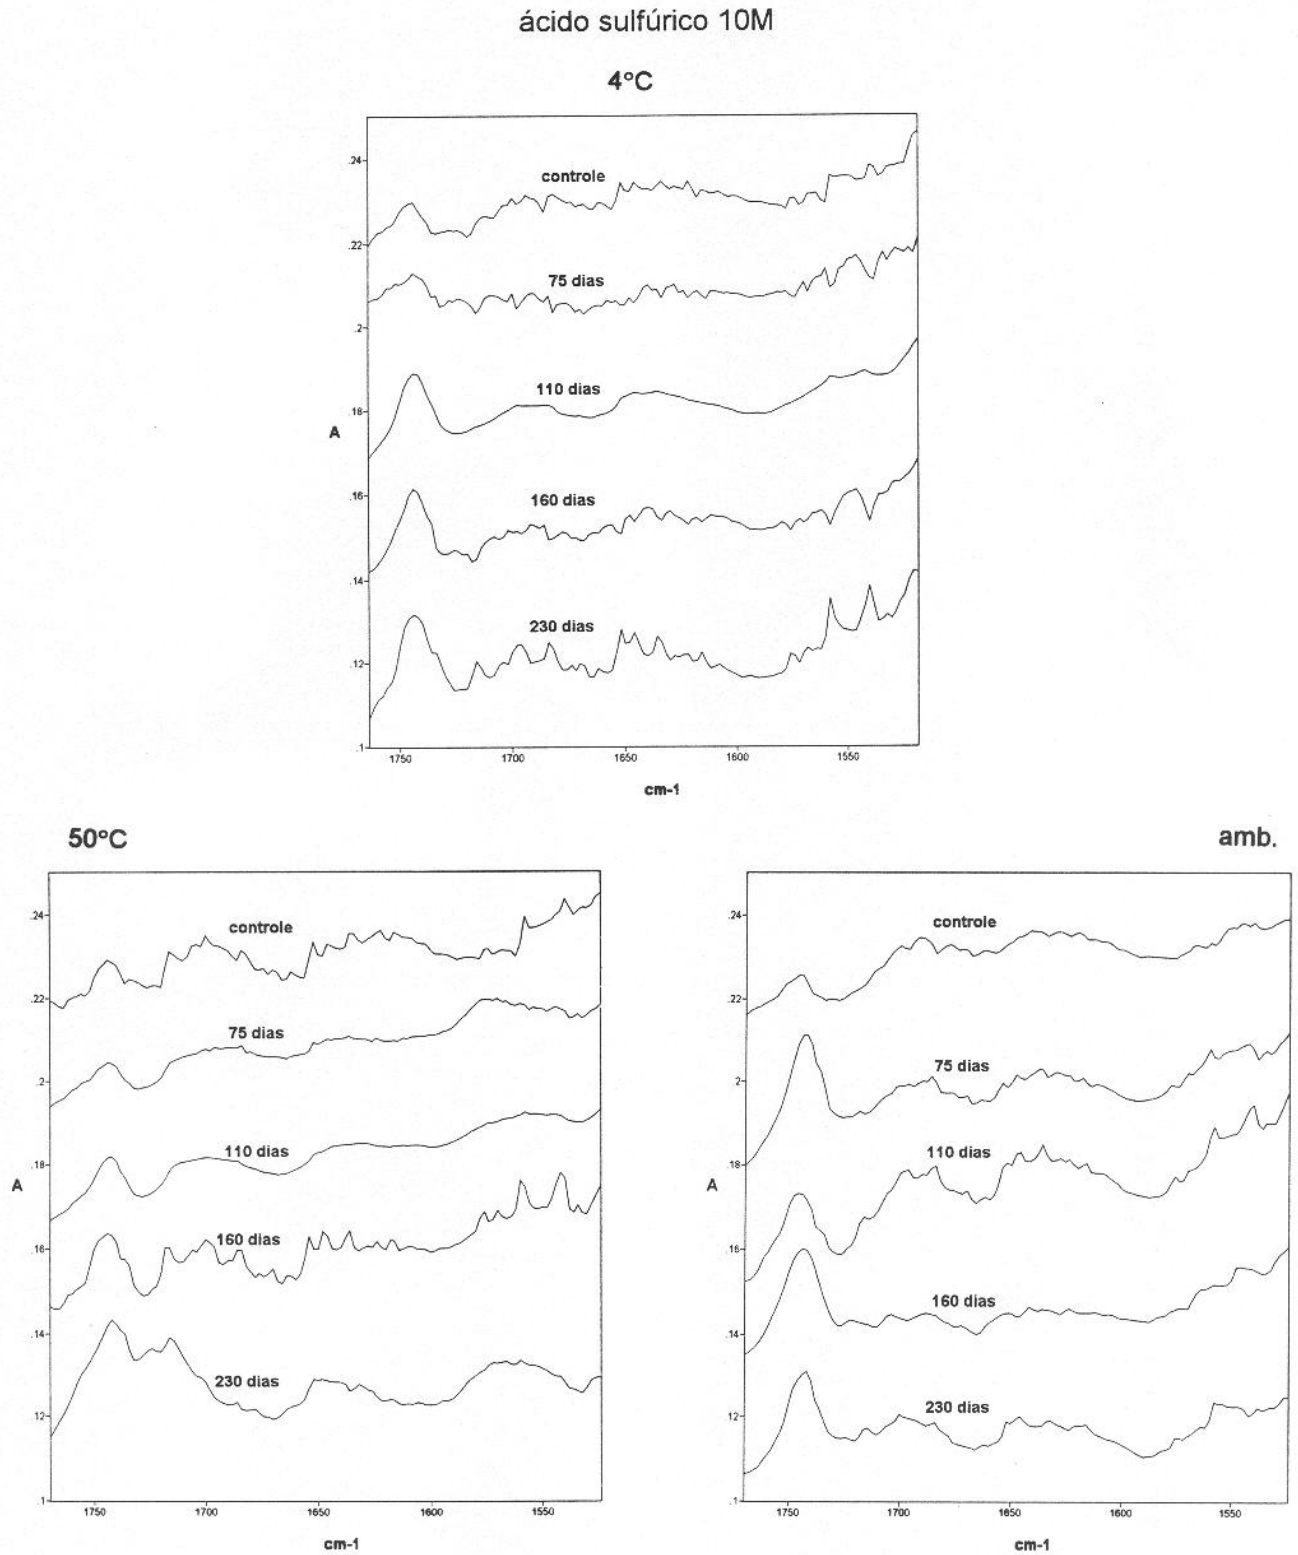 ácido sulfúrico 10M
4°C
controle
75 dias
110 dias
160 dias
230 dias
.24
.22
.2
.18
.16
.14
.12
.1
A
1750 1700 1650 1600 1550
cm-1
50°C
controle
75 dias
110 dias
160 dias
230 dias
.24
.22
.2
.18
.16
.14
.12
.1
A
1750 1700 1650 1600 1550
cm-1
amb.
controle
75 dias
110 dias
160 dias
230 dias
.24
.22
2
.18
.16
.14
.12
.1
A
1750 1700 1650 1600 1550
cm-1